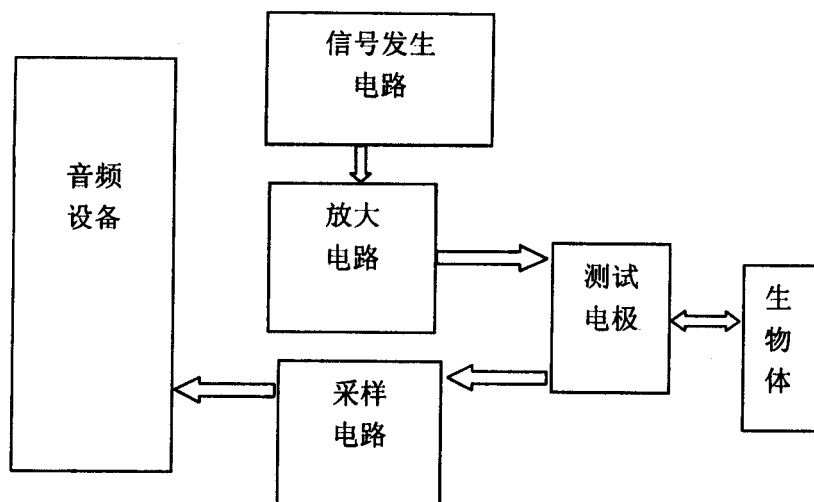 信号发生
电路
音频
设备
放大
电路
测试
电极
生
物
体
采样
电路